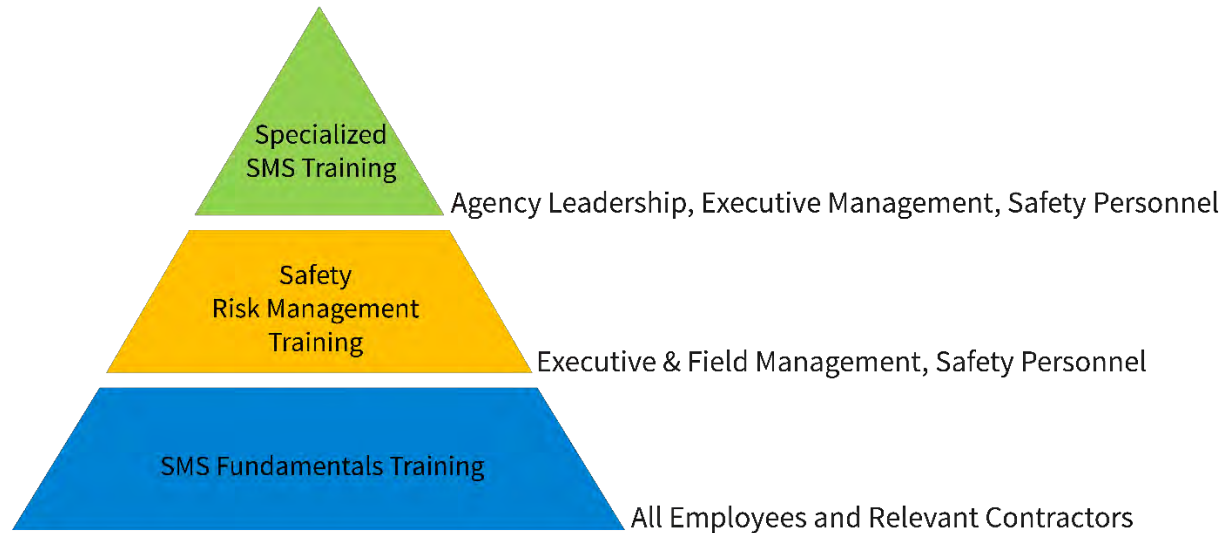 Specialized
SMS Training
Agency Leadership, Executive Management, Safety Personnel
Safety
Risk Management
Training
Executive & Field Management, Safety Personnel
SMS Fundamentals Training
All Employees and Relevant Contractors